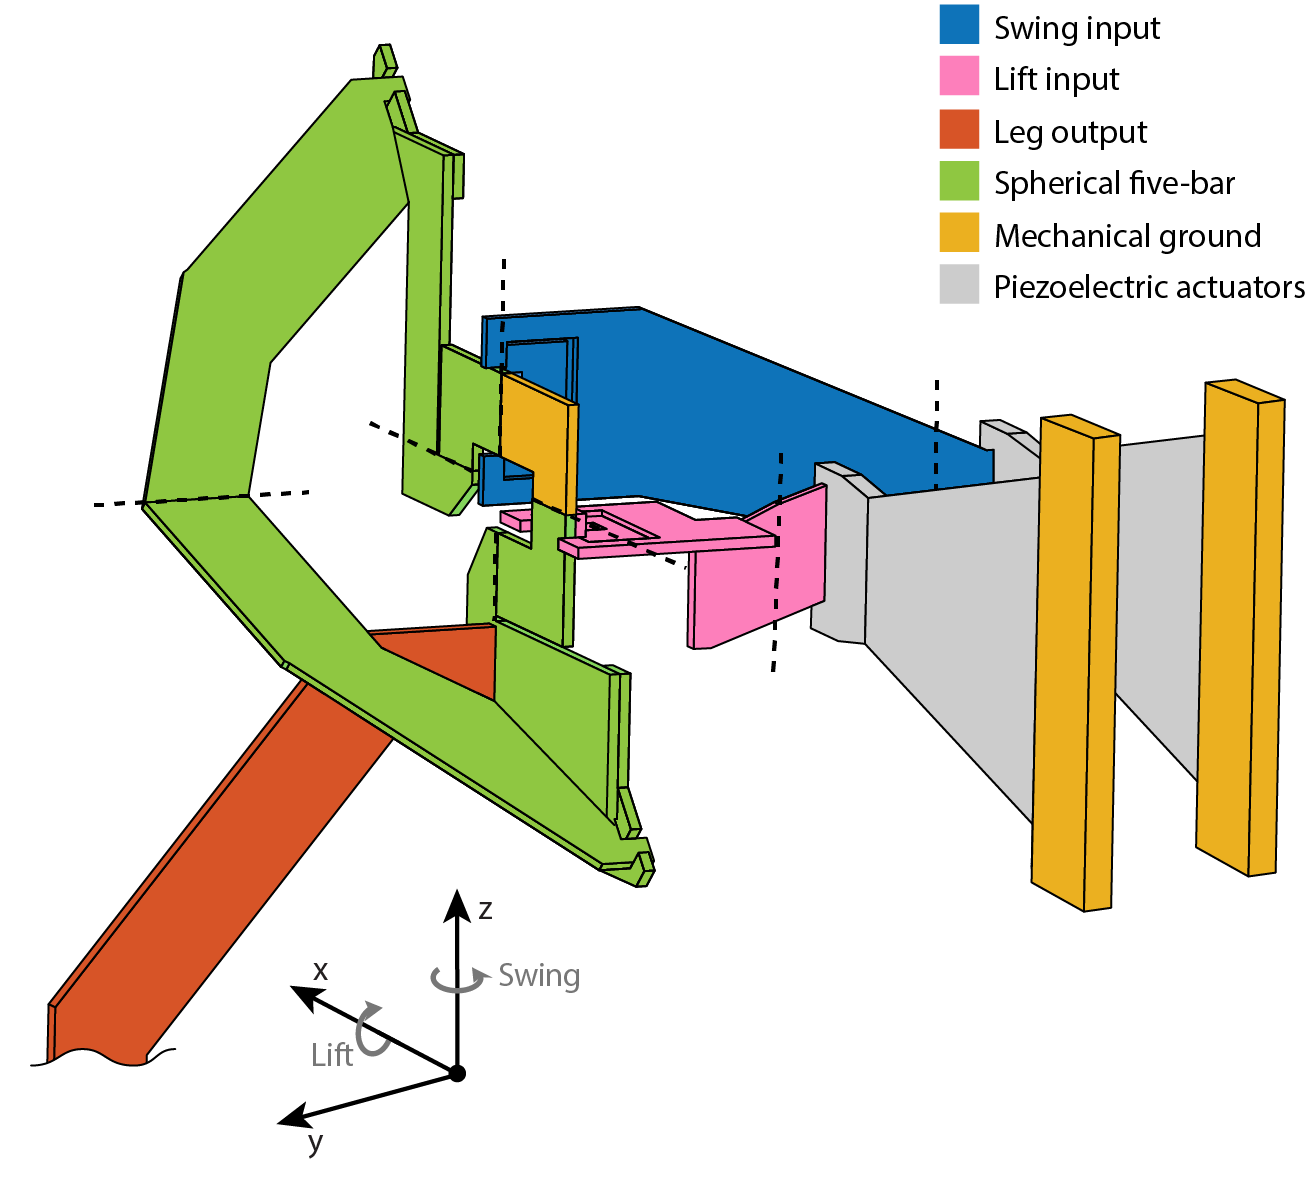 Swing input
Lift input
Leg output
Spherical five-bar
Mechanical ground
Piezoelectric actuators
z
x
Swing
Lift
y